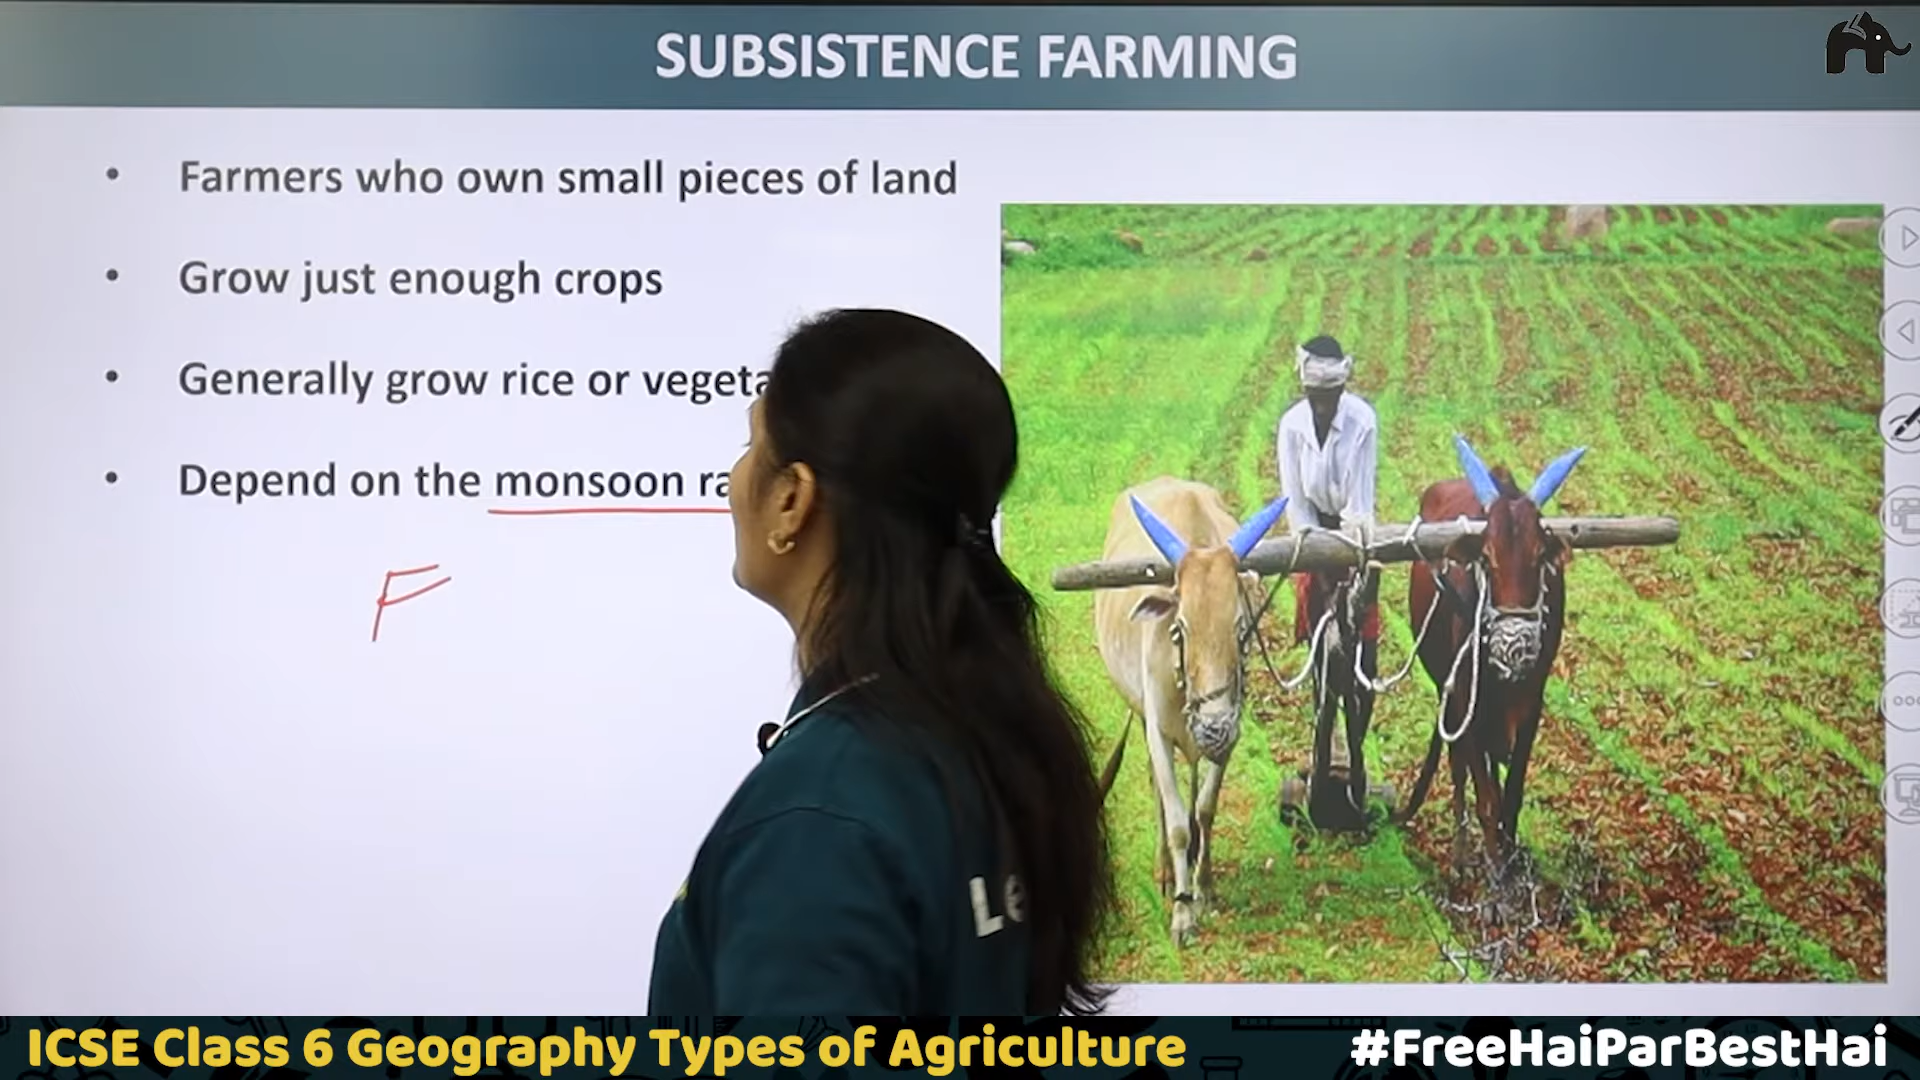 SUBSISTENCE FARMING
• Farmers who own small pieces of land
• Grow just enough crops
• Generally grow rice or
• Depend on the monsoon
F
Le
ICSE Class 6 Geography Types of Agriculture
#FreeHaiParBestHai